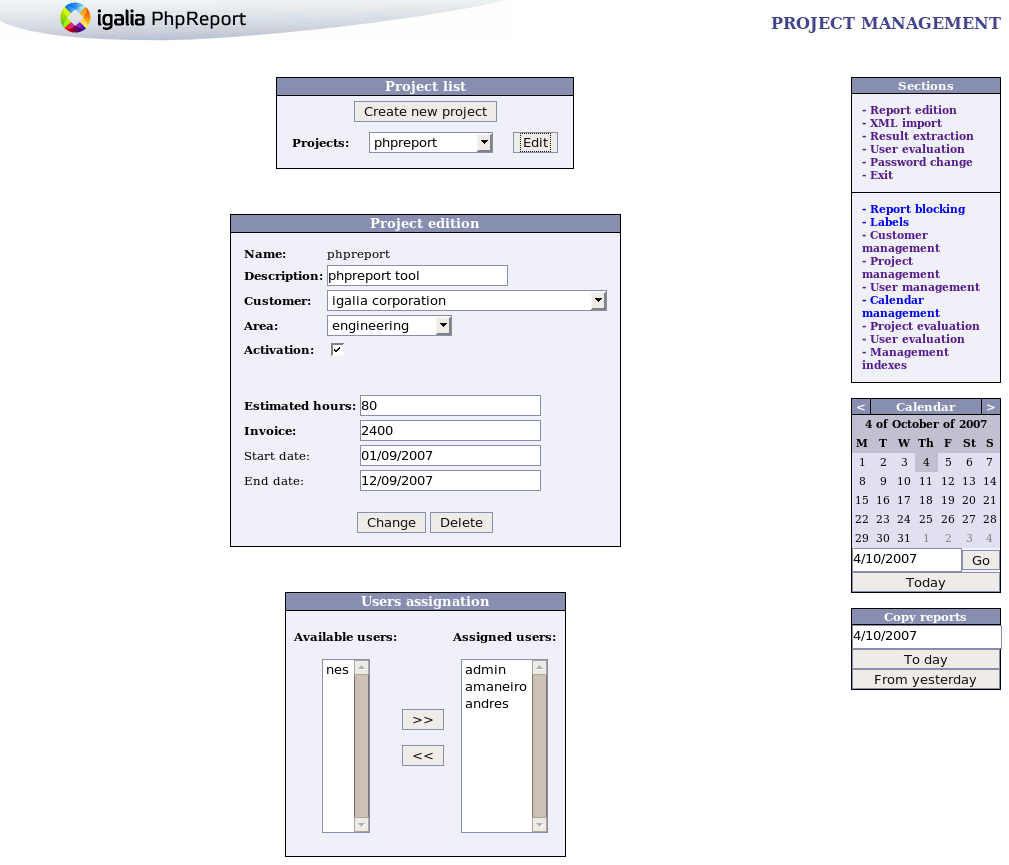 igalia PhpReport
PROJECT MANAGEMENT
Project list
Create new project
Projects: phpreport Edit
Project edition
Name: phpreport
Description: phpreport tool
Customer: igalia corporation
Area: engineering
Activation:
Estimated hours: 80
Invoice: 2400
Start date: 01/09/2007
End date: 12/09/2007
Change Delete
Users assignation
Available users: Assigned users:
nes admin
amaneiro
andres
>>
<<
Sections
- Report edition
- XML import
- Result extraction
- User evaluation
- Password change
- Exit
- Report blocking
- Labels
- Customer
management
- Project
management
- User management
- Calendar
management
- Project evaluation
- User evaluation
- Management
indexes
< Calendar >
4 of October of 2007
M T W Th F St S
1 2 3 4 5 6 7
8 9 10 11 12 13 14
15 16 17 18 19 20 21
22 23 24 25 26 27 28
29 30 31 1 2 3 4
4/10/2007 Go
Today
Copy reports
4/10/2007
To day
From yesterday